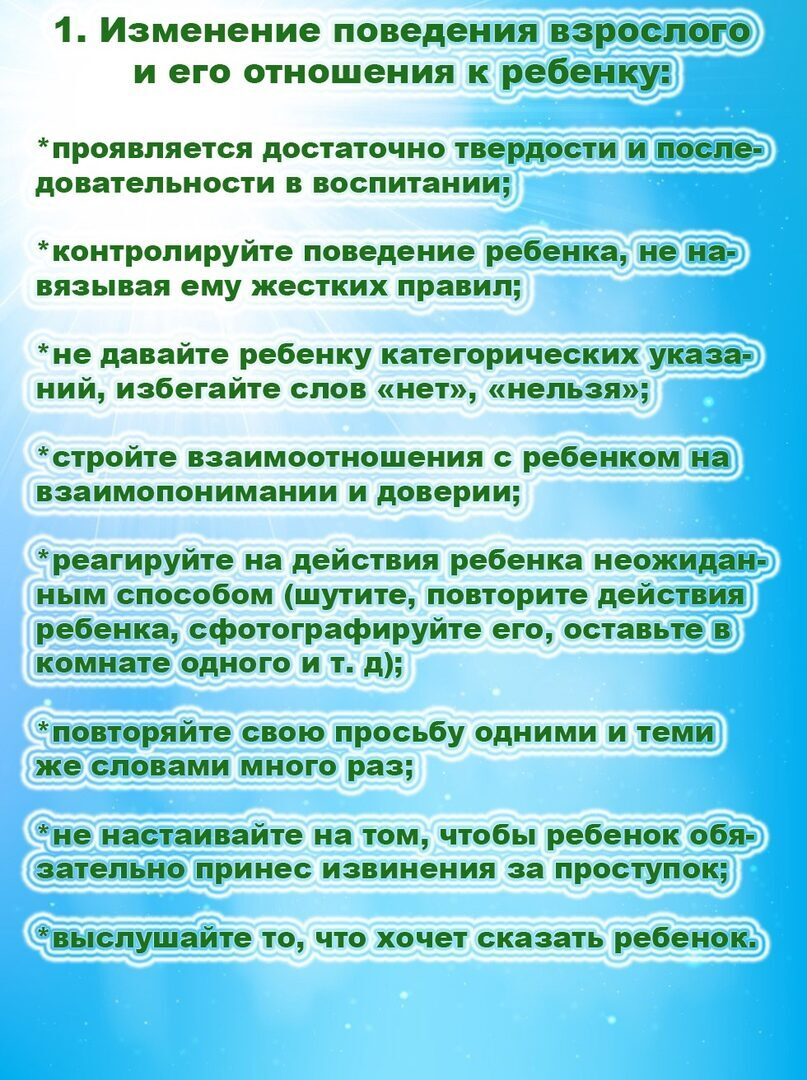 1. Изменение поведения взрослого
и его отношения к ребенку:
*проявляется достаточно твердости и после-
довательности в воспитании;
*контролируйте поведение ребенка, не на-
вязывая ему жестких правил;
*не давайте ребенку категорических указа-
ний, избегайте слов «нет», «нельзя»;
*стройте взаимоотношения с ребенком на
взаимопонимании и доверии;
*реагируйте на действия ребенка неожидан-
ным способом (шутите, повторите действия
ребенка, сфотографируйте его, оставьте в
комнате одного и т. д);
*повторяйте свою просьбу одними и теми
же словами много раз;
*не настаивайте на том, чтобы ребенок обя-
зательно принес извинения за проступок;
*выслушайте то, что хочет сказать ребенок.